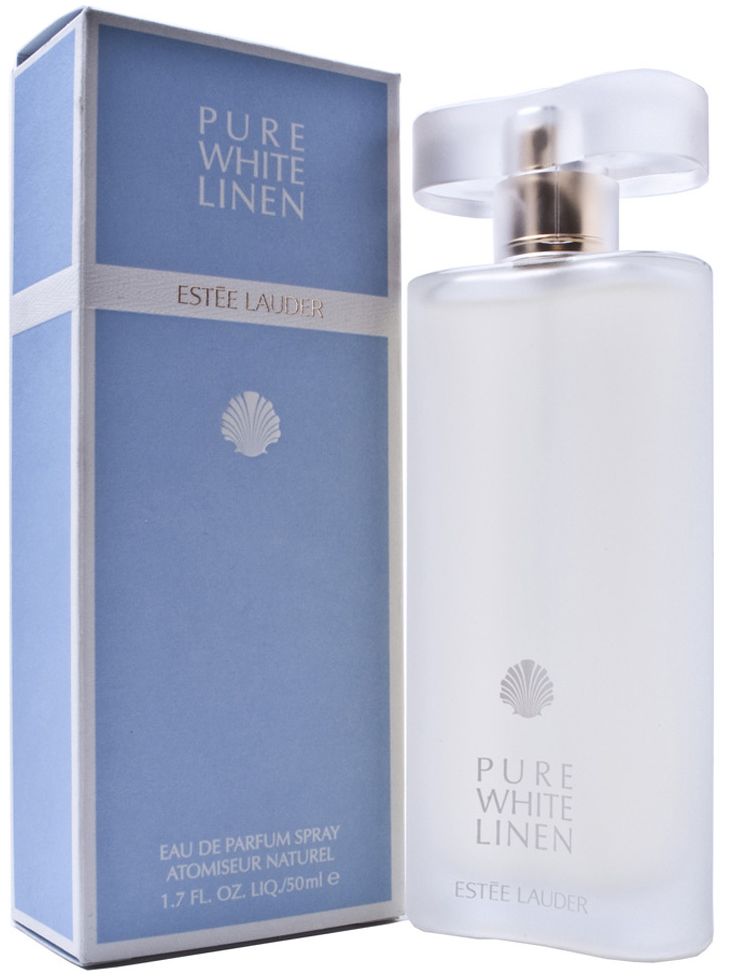 PURE
WHITE
LINEN
ESTĒE LAUDER
EAU DE PARFUM SPRAY
ATOMISEUR NATUREL
1.7 FL. OZ. LIQ./50ml ℮
PURE
WHITE
LINEN
ESTĒE LAUDER